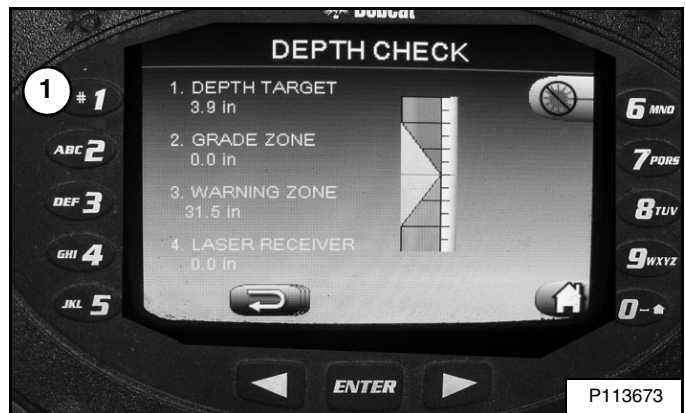 Bobcat
DEPTH CHECK
1. DEPTH TARGET
3.9 in
2. GRADE ZONE
0.0 in
3. WARNING ZONE
31.5 in
4. LASER RECEIVER
0.0 in
1
# 1
ABC 2
DEF 3
GHI 4
JKL 5
6 MNO
7 PQRS
8 TUV
9 WXYZ
0
ENTER
P113673